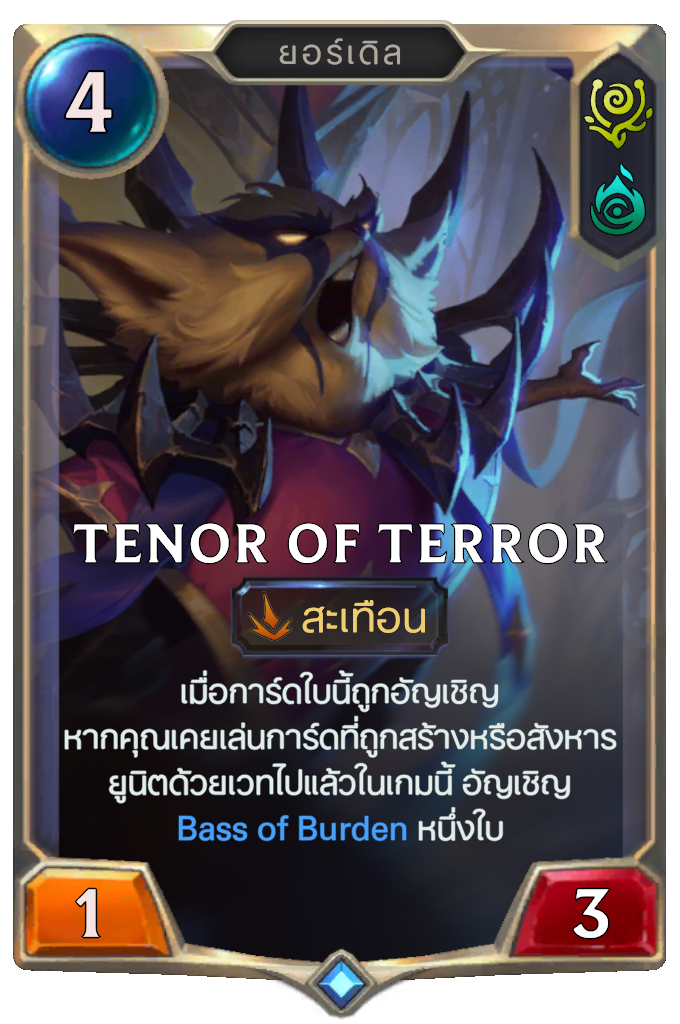 ยอร์เดิล
4
TENOR OF TERROR
สะเทือน
เมื่อการ์ดใบนี้ถูกอัญเชิญ
หากคุณเคยเล่นการ์ดที่ถูกสร้างหรือสังหาร
ยูนิตด้วยเวทไปแล้วในเกมนี้ อัญเชิญ
Bass of Burden หนึ่งใบ
1
3